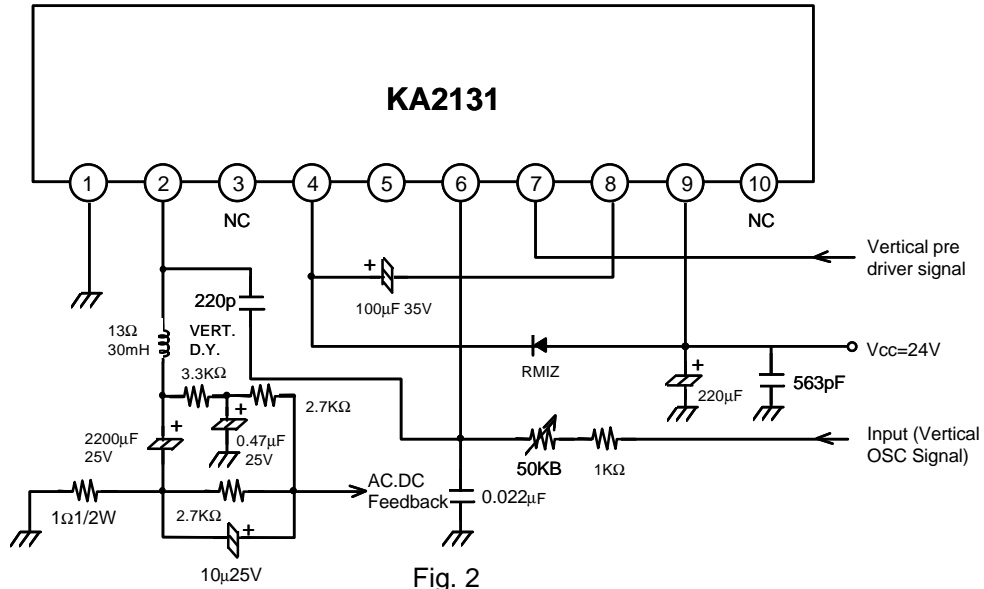 KA2131
1
2
3
4
5
6
7
8
9
10
NC
NC
Vertical pre
driver signal
+
100μF 35V
220p
13Ω
30mH
VERT.
D.Y.
RMIZ
Vcc=24V
+
220μF
563pF
3.3KΩ
2.7KΩ
+
2200μF
25V
+
0.47μF
25V
50KB
1KΩ
Input (Vertical
OSC Signal)
AC.DC
Feedback
0.022μF
1Ω1/2W
2.7KΩ
+
10μ25V
Fig. 2